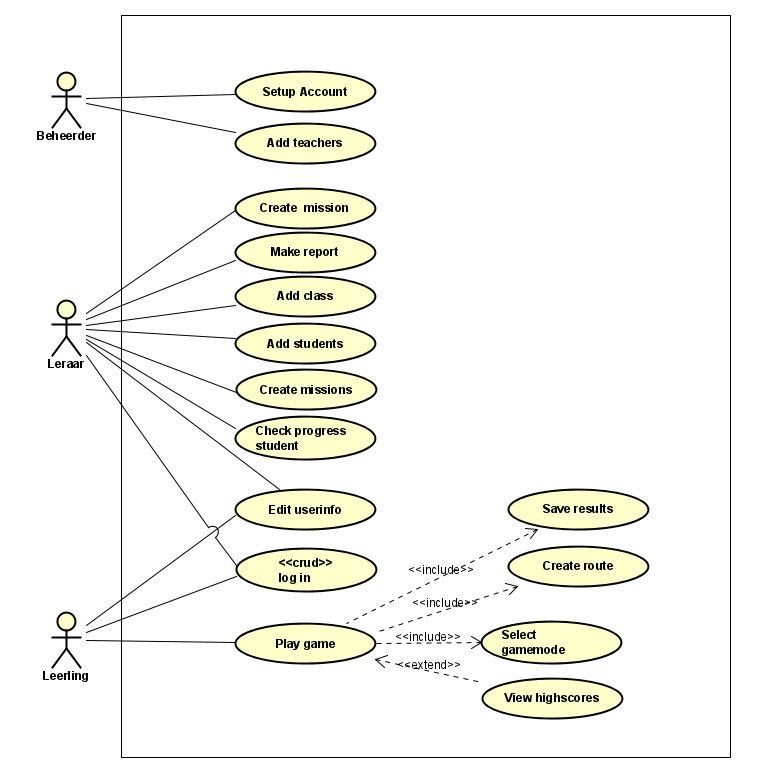 Setup Account
Beheerder
Add teachers
Create mission
Make report
Add class
Add students
Leraar
Create missions
Check progress
student
Edit userinfo
Save results
<<include>>
<<crud>>
log in
Create route
<<include>>
Play game
<<include>>
Select
gamemode
<<extend>>
Leerling
View highscores